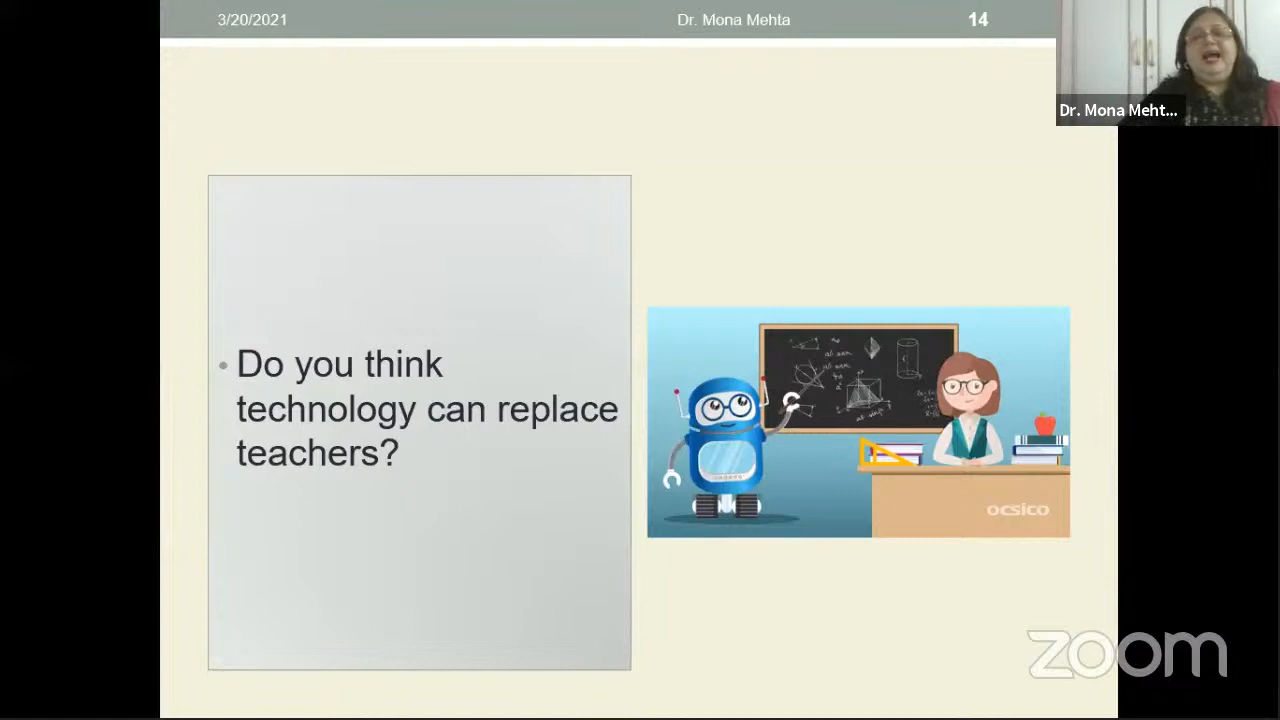 3/20/2021 Dr. Mona Mehta 14
Dr. Mona Meht...
• Do you think
technology can replace
teachers?
ocsico
zoom